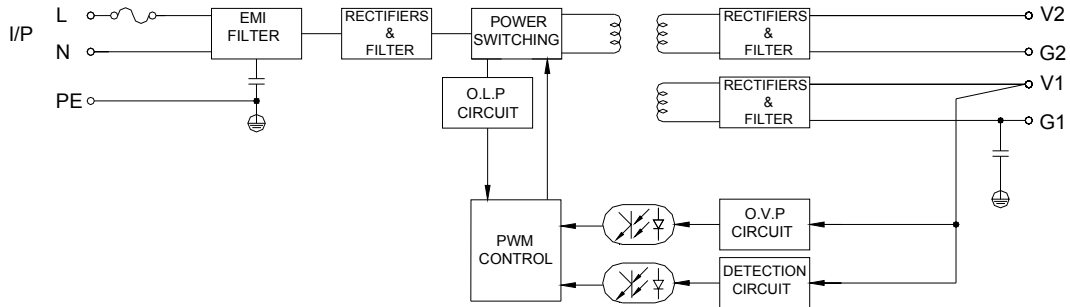 I/P
L
N
PE
EMI
FILTER
RECTIFIERS
&
FILTER
POWER
SWITCHING
O.L.P
CIRCUIT
PWM
CONTROL
RECTIFIERS
&
FILTER
V2
G2
RECTIFIERS
&
FILTER
V1
G1
O.V.P
CIRCUIT
DETECTION
CIRCUIT